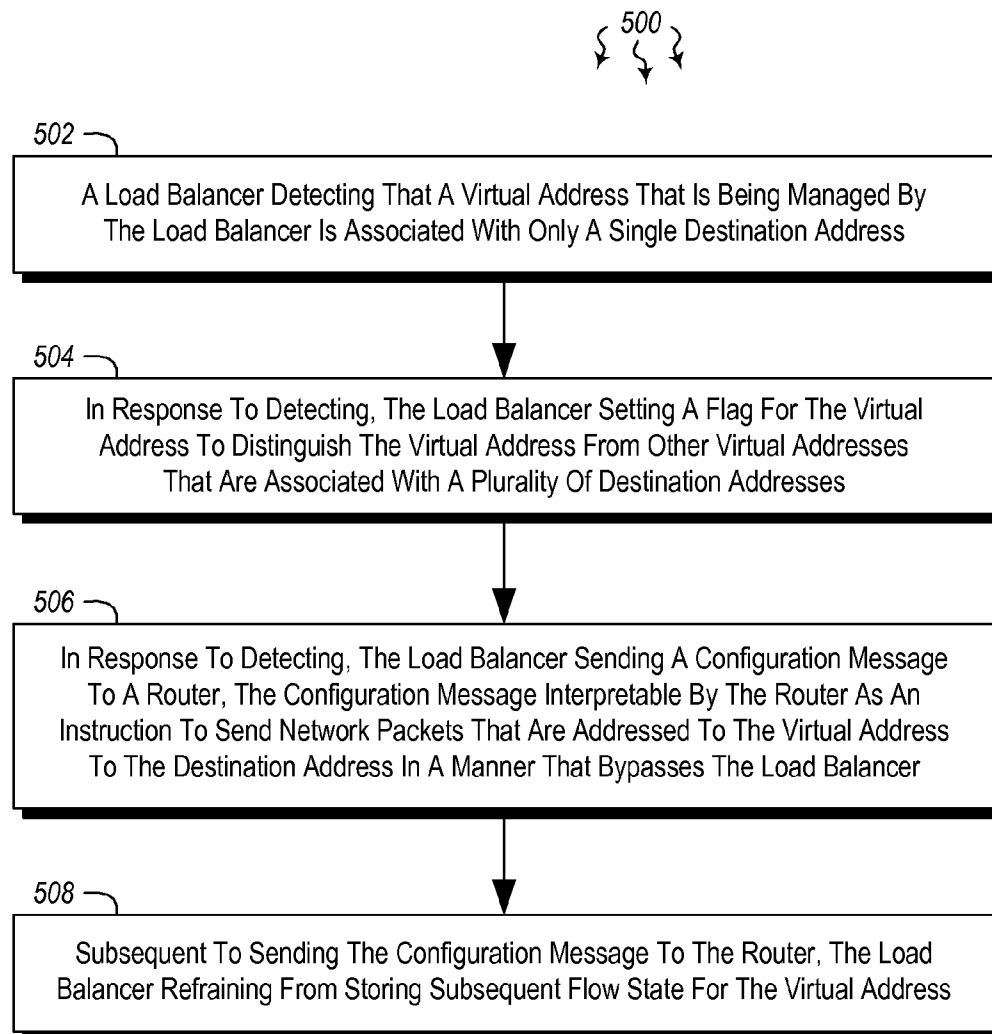 500
502
A Load Balancer Detecting That A Virtual Address That Is Being Managed By
The Load Balancer Is Associated With Only A Single Destination Address
504
In Response To Detecting, The Load Balancer Setting A Flag For The Virtual
Address To Distinguish The Virtual Address From Other Virtual Addresses
That Are Associated With A Plurality Of Destination Addresses
506
In Response To Detecting, The Load Balancer Sending A Configuration Message
To A Router, The Configuration Message Interpretable By The Router As An
Instruction To Send Network Packets That Are Addressed To The Virtual Address
To The Destination Address In A Manner That Bypasses The Load Balancer
508
Subsequent To Sending The Configuration Message To The Router, The Load
Balancer Refraining From Storing Subsequent Flow State For The Virtual Address